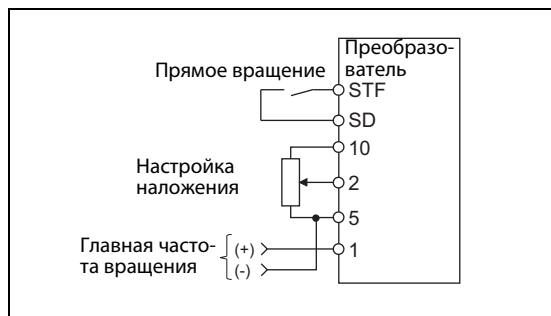 Преобразо-
ватель
Прямое вращение
STF
SD
10
Настройка
наложения
2
5
Главная часто-
та вращения
(+)
(-)
1